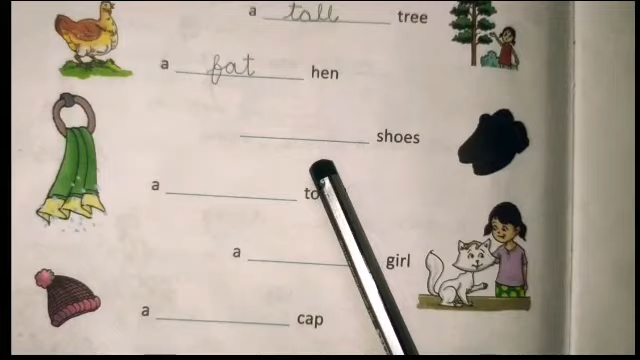 a tall tree
a fat hen
shoes
a
a girl
a cap